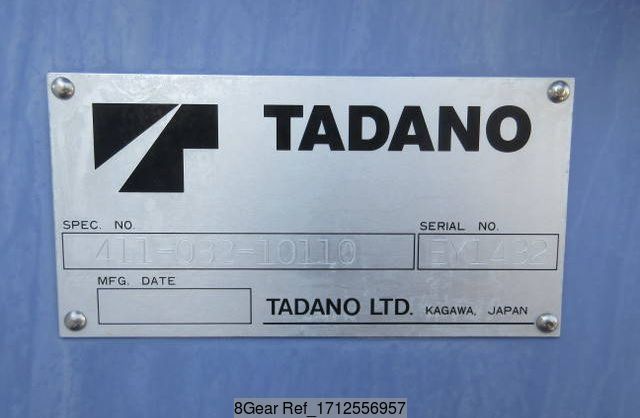 TADANO
SPEC. NO. SERIAL NO.
411-032-10110 EY1432
MFG. DATE
TADANO LTD. KAGAWA, JAPAN
8Gear Ref_1712556957